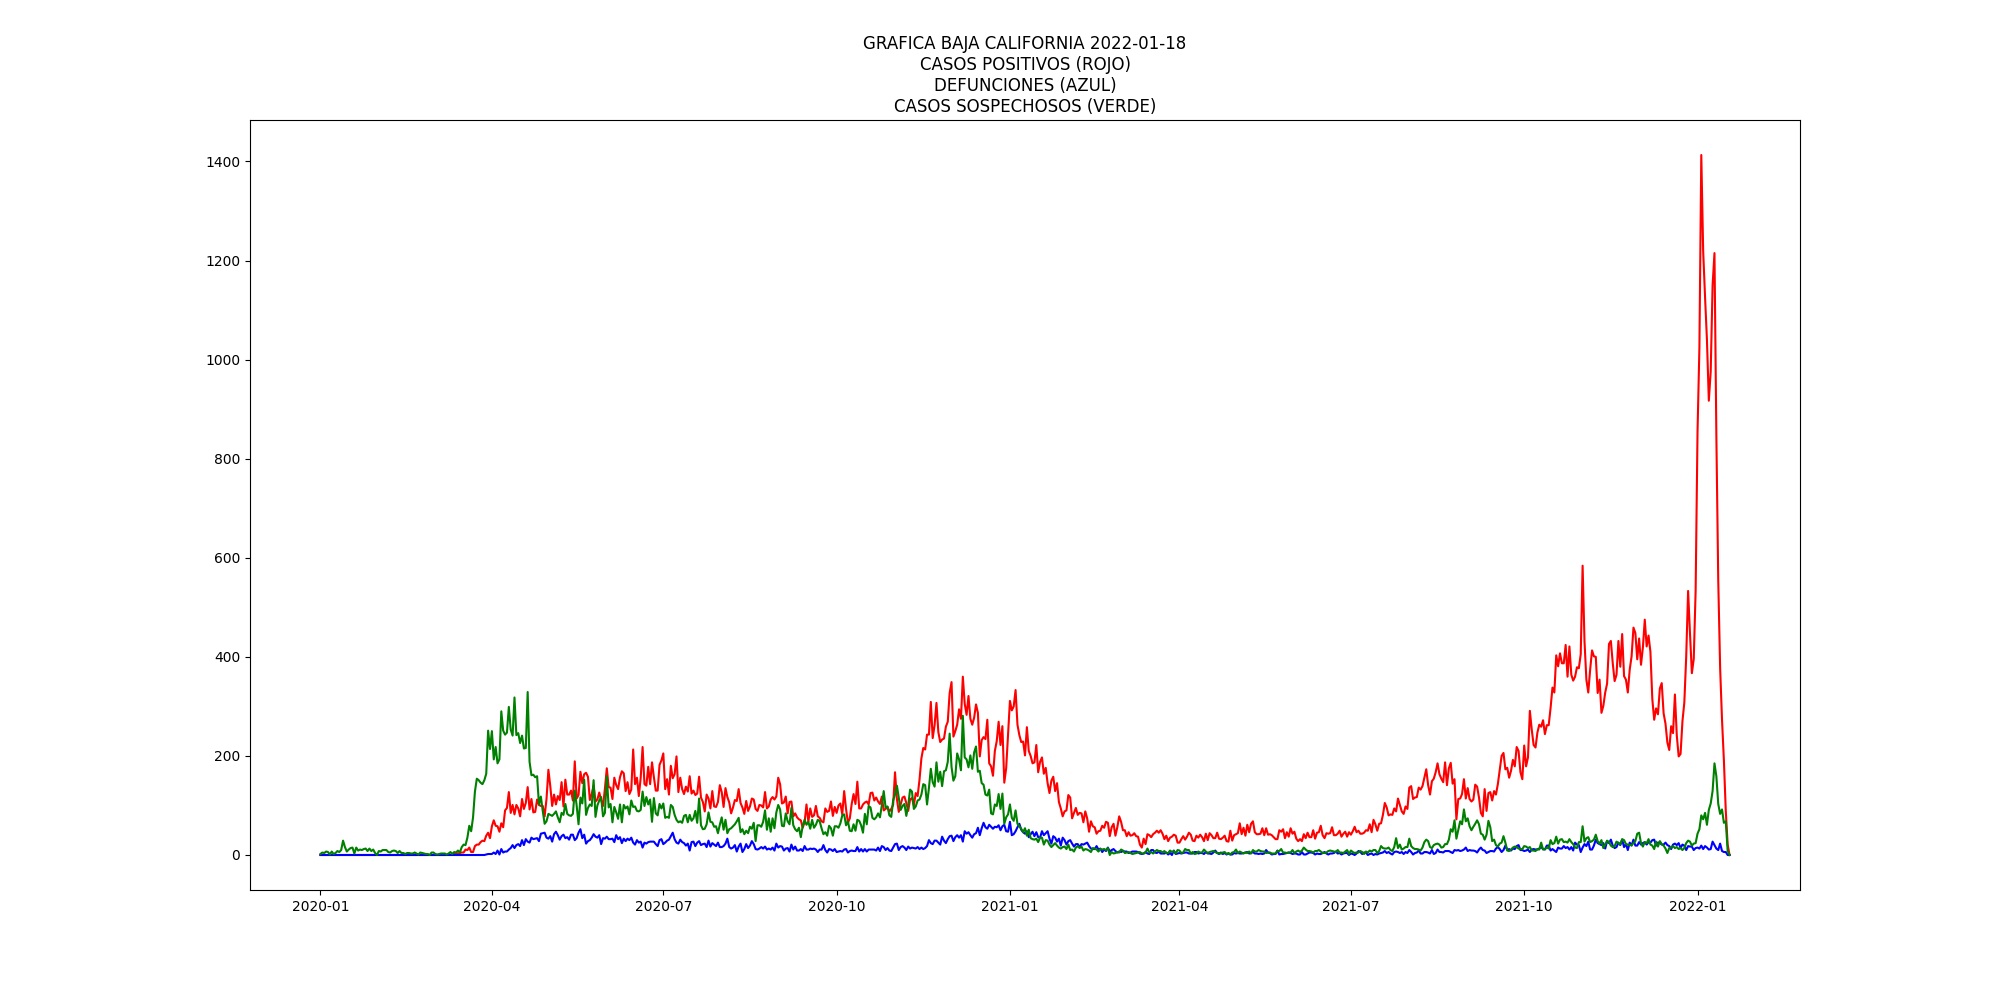 GRAFICA BAJA CALIFORNIA 2022-01-18
CASOS POSITIVOS (ROJO)
DEFUNCIONES (AZUL)
CASOS SOSPECHOSOS (VERDE)
1400
1200
1000
800
600
400
200
0
2020-01 2020-04 2020-07 2020-10 2021-01 2021-04 2021-07 2021-10 2022-01